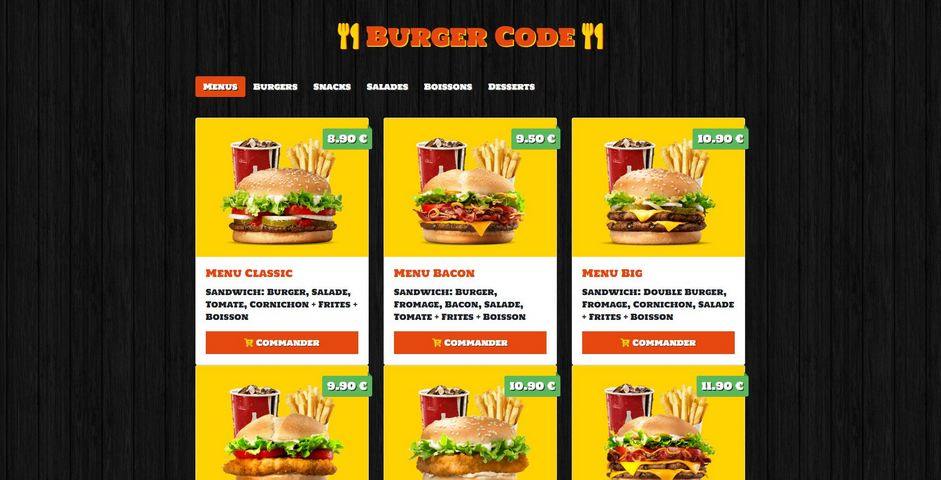 Burger Code
Menus Burgers Snacks Salades Boissons Desserts
8.90 €
9.50 €
10.90 €
Menu Classic
Sandwich: Burger, Salade,
Tomate, Cornichon + Frites +
Boisson
Commander
Menu Bacon
Sandwich: Burger,
Fromage, Bacon, Salade,
Tomate + Frites + Boisson
Commander
Menu Big
Sandwich: Double Burger,
Fromage, Cornichon, Salade
+ Frites + Boisson
Commander
9.90 €
10.90 €
11.90 €